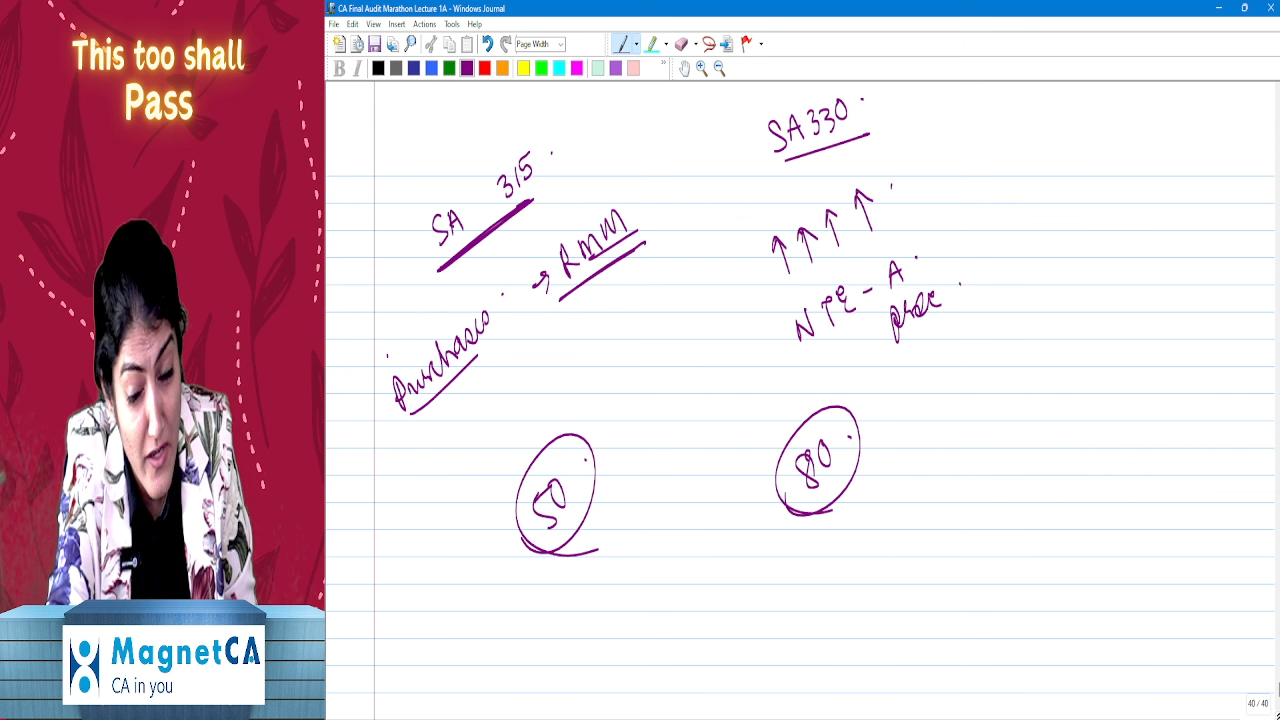 This too shall
Pass
MagnetCA
CA in you
CA Final Audit Marathon Lecture 1A - Windows Journal
File Edit View Insert Actions Tools Help
Page Width
B I
SA 315
SA 330
Purchases → RMM
↑ ↑ ↑ ↑
NTE - A
50
80
40 / 40